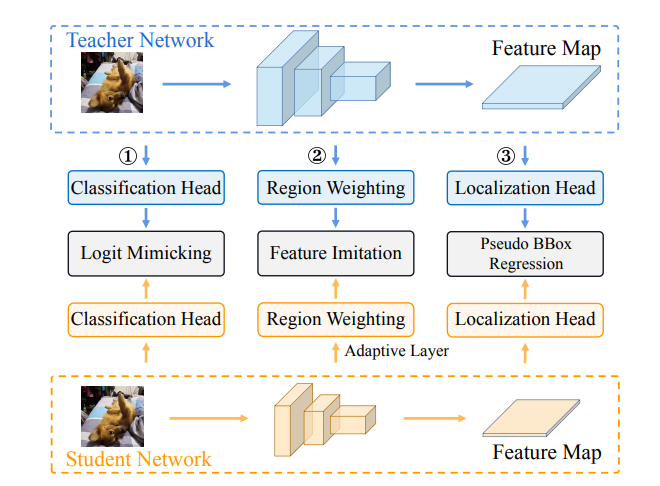 Teacher Network
Feature Map
① ② ③
Classification Head Region Weighting Localization Head
Logit Mimicking Feature Imitation Pseudo BBox
Regression
Classification Head Region Weighting Localization Head
Adaptive Layer
Student Network
Feature Map